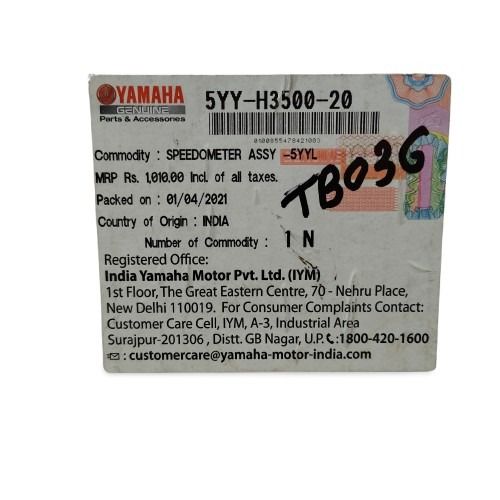 YAMAHA
GENUINE
Parts & Accessories
5YY-H3500-20
0100855478421003
Commodity : SPEEDOMETER ASSY -5YYL
MRP Rs. 1,010.00 Incl. of all taxes.
Packed on : 01/04/2021
Country of Origin : INDIA
Number of Commodity : 1 N
TB036
Registered Office:
India Yamaha Motor Pvt. Ltd. (IYM)
1st Floor, The Great Eastern Centre, 70 - Nehru Place,
New Delhi 110019. For Consumer Complaints Contact:
Customer Care Cell, IYM, A-3, Industrial Area
Surajpur-201306 , Distt. GB Nagar, U.P. :1800-420-1600
: customercare@yamaha-motor-india.com